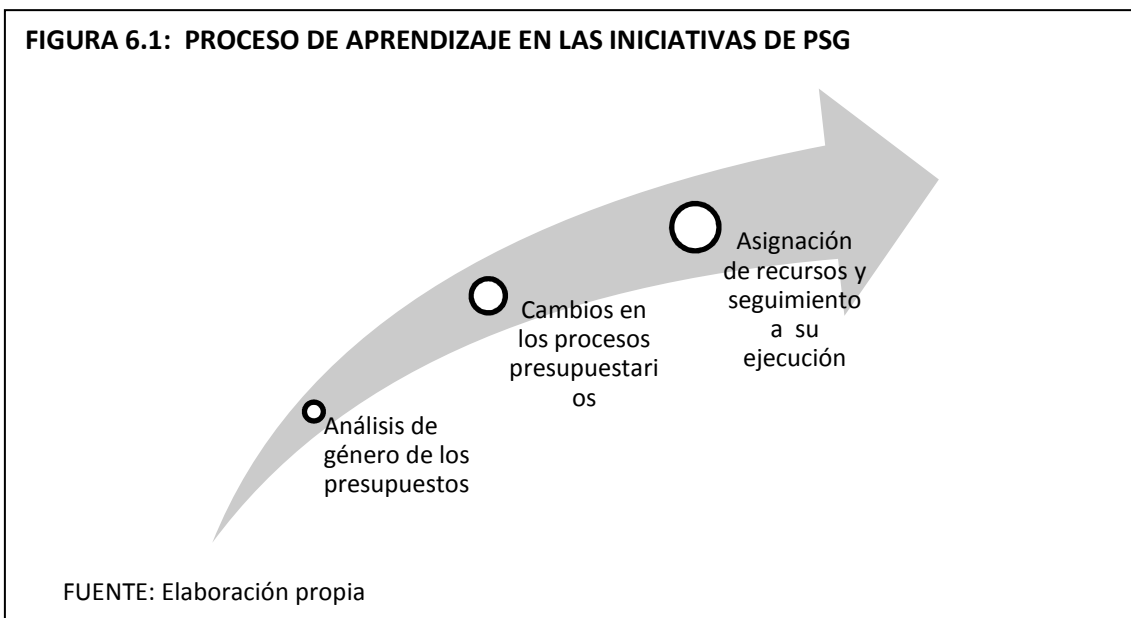 FIGURA 6.1: PROCESO DE APRENDIZAJE EN LAS INICIATIVAS DE PSG
Análisis de
género de los
presupuestos
Cambios en
los procesos
presupuestari
os
Asignación
de recursos y
seguimiento
a su
ejecución
FUENTE: Elaboración propia